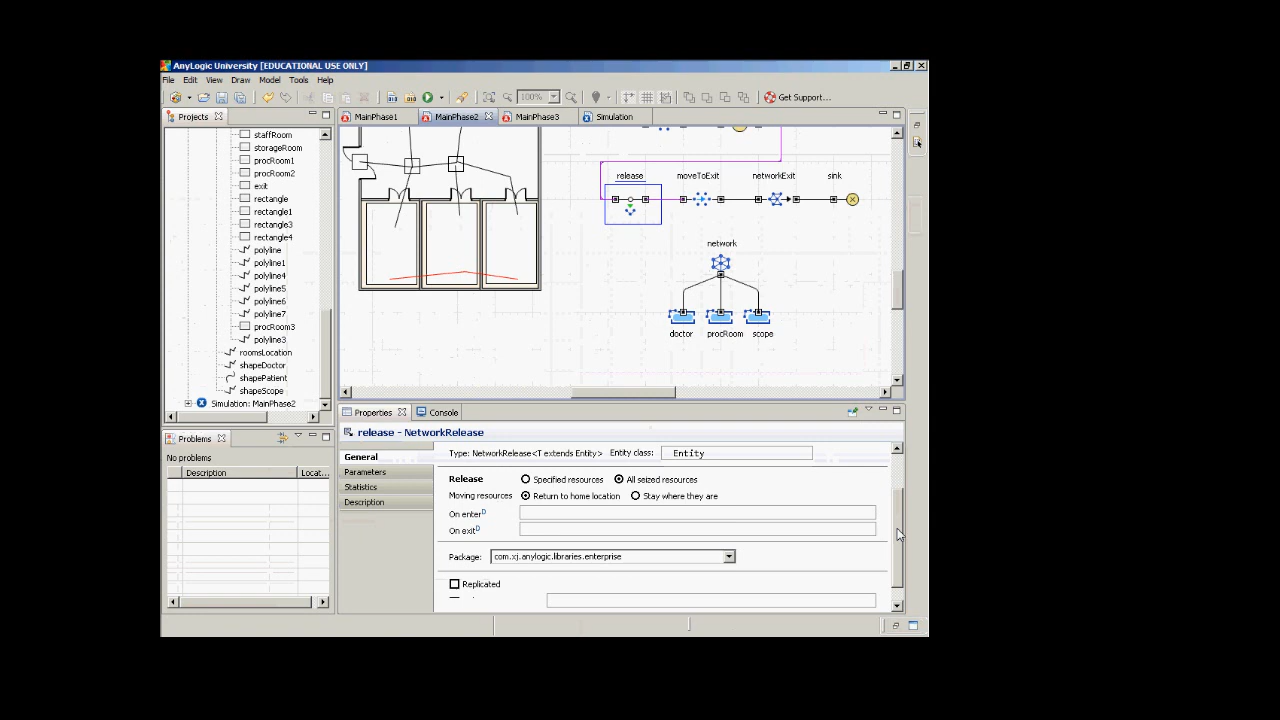 AnyLogic University [EDUCATIONAL USE ONLY]
File Edit View Draw Model Tools Help
100% Get Support...
Projects
MainPhase1 MainPhase2 MainPhase3 Simulation
staffRoom
storageRoom
procRoom1
procRoom2
exit
rectangle
rectangle1
rectangle3
rectangle4
polyline
polyline1
polyline4
polyline5
polyline6
polyline7
procRoom3
polyline3
roomsLocation
shapeDoctor
shapePatient
shapeScope
Simulation: MainPhase2
release moveToExit networkExit sink
network
doctor procRoom scope
Problems
No problems
Description Locat...
Properties Console
release - NetworkRelease
General
Parameters
Statistics
Description
Type: NetworkRelease<T extends Entity> Entity class: Entity
Release Specified resources All seized resources
Moving resources Return to home location Stay where they are
On enterD
On exitD
Package: com.xj.anylogic.libraries.enterprise
Replicated